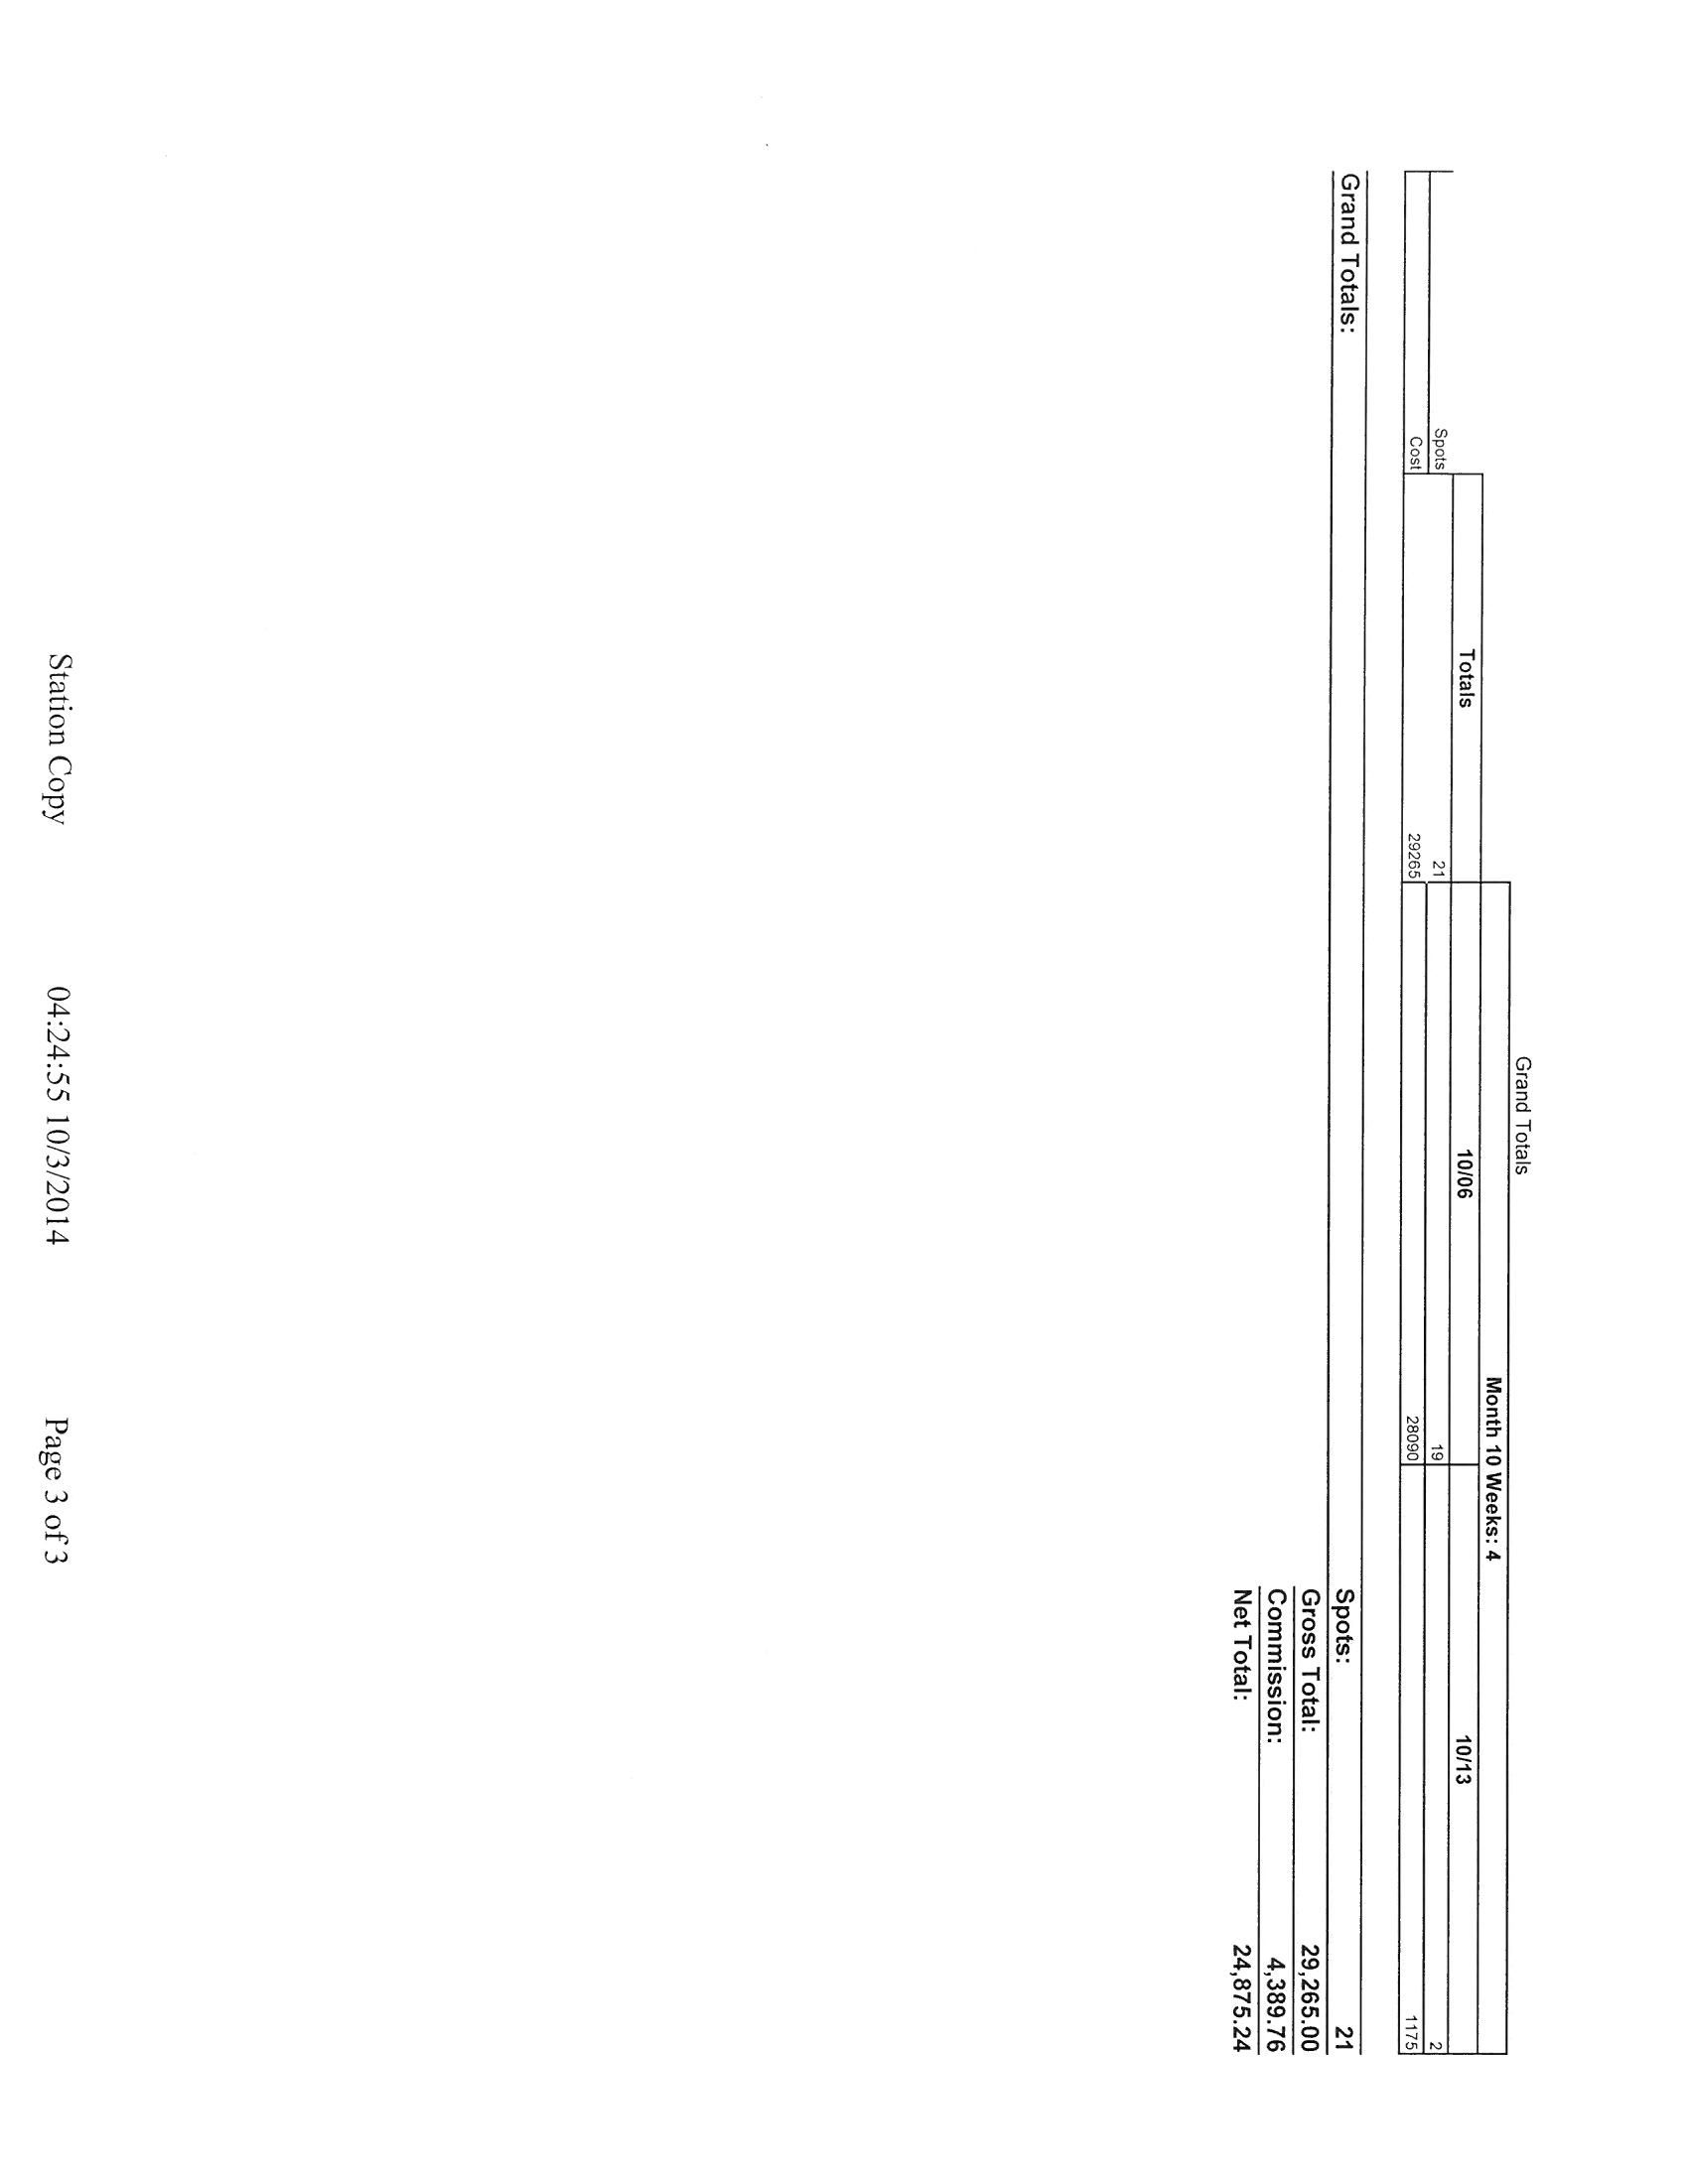 Grand Totals
Month 10 Weeks: 4
Totals 10/06 10/13
Spots 21 19 2
Cost 29265 28090 1175
Grand Totals: Spots: 21
Gross Total: 29,265.00
Commission: 4,389.76
Net Total: 24,875.24
Station Copy 04:24:55 10/3/2014 Page 3 of 3